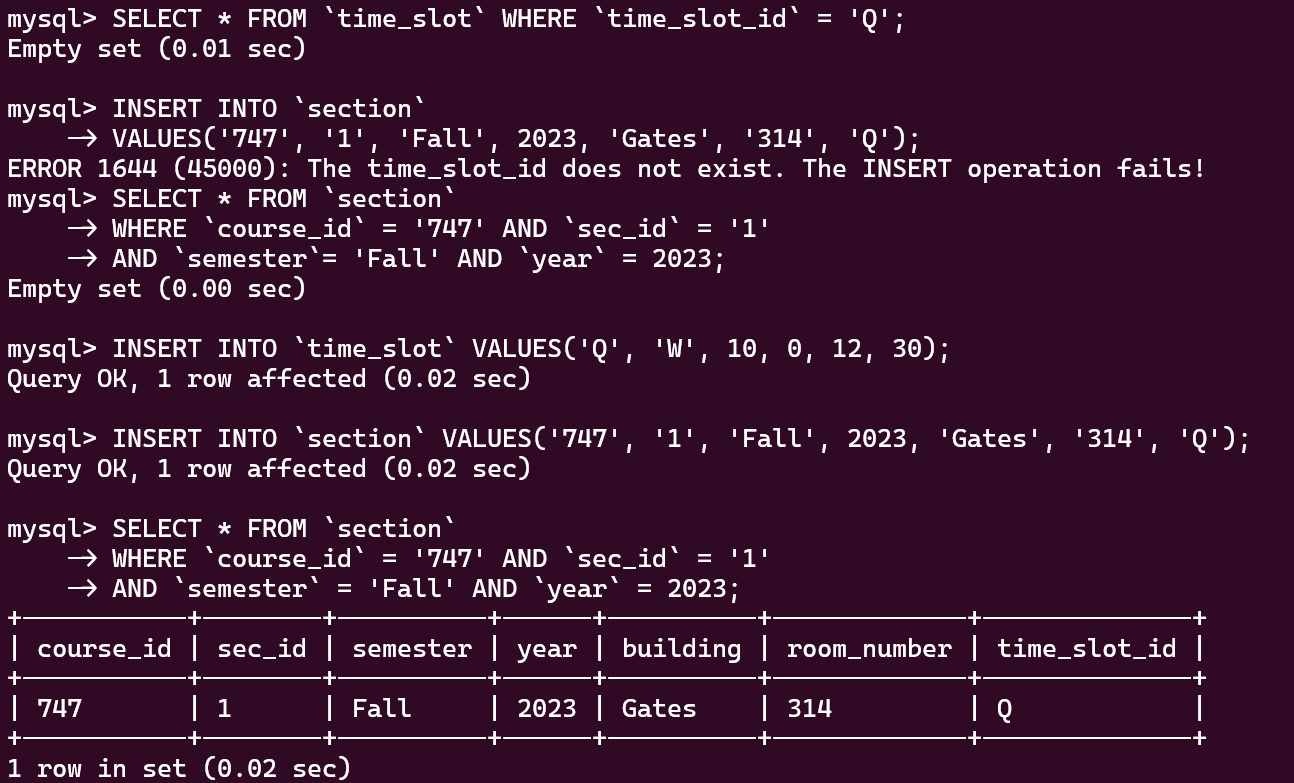 mysql> SELECT * FROM `time_slot` WHERE `time_slot_id` = 'Q';
Empty set (0.01 sec)

mysql> INSERT INTO `section`
    -> VALUES('747', '1', 'Fall', 2023, 'Gates', '314', 'Q');
ERROR 1644 (45000): The time_slot_id does not exist. The INSERT operation fails!
mysql> SELECT * FROM `section`
    -> WHERE `course_id` = '747' AND `sec_id` = '1'
    -> AND `semester`= 'Fall' AND `year` = 2023;
Empty set (0.00 sec)

mysql> INSERT INTO `time_slot` VALUES('Q', 'W', 10, 0, 12, 30);
Query OK, 1 row affected (0.02 sec)

mysql> INSERT INTO `section` VALUES('747', '1', 'Fall', 2023, 'Gates', '314', 'Q');
Query OK, 1 row affected (0.02 sec)

mysql> SELECT * FROM `section`
    -> WHERE `course_id` = '747' AND `sec_id` = '1'
    -> AND `semester` = 'Fall' AND `year` = 2023;
+-----------+--------+----------+------+----------+-------------+--------------+
| course_id | sec_id | semester | year | building | room_number | time_slot_id |
+-----------+--------+----------+------+----------+-------------+--------------+
| 747       | 1      | Fall     | 2023 | Gates    | 314         | Q            |
+-----------+--------+----------+------+----------+-------------+--------------+
1 row in set (0.02 sec)